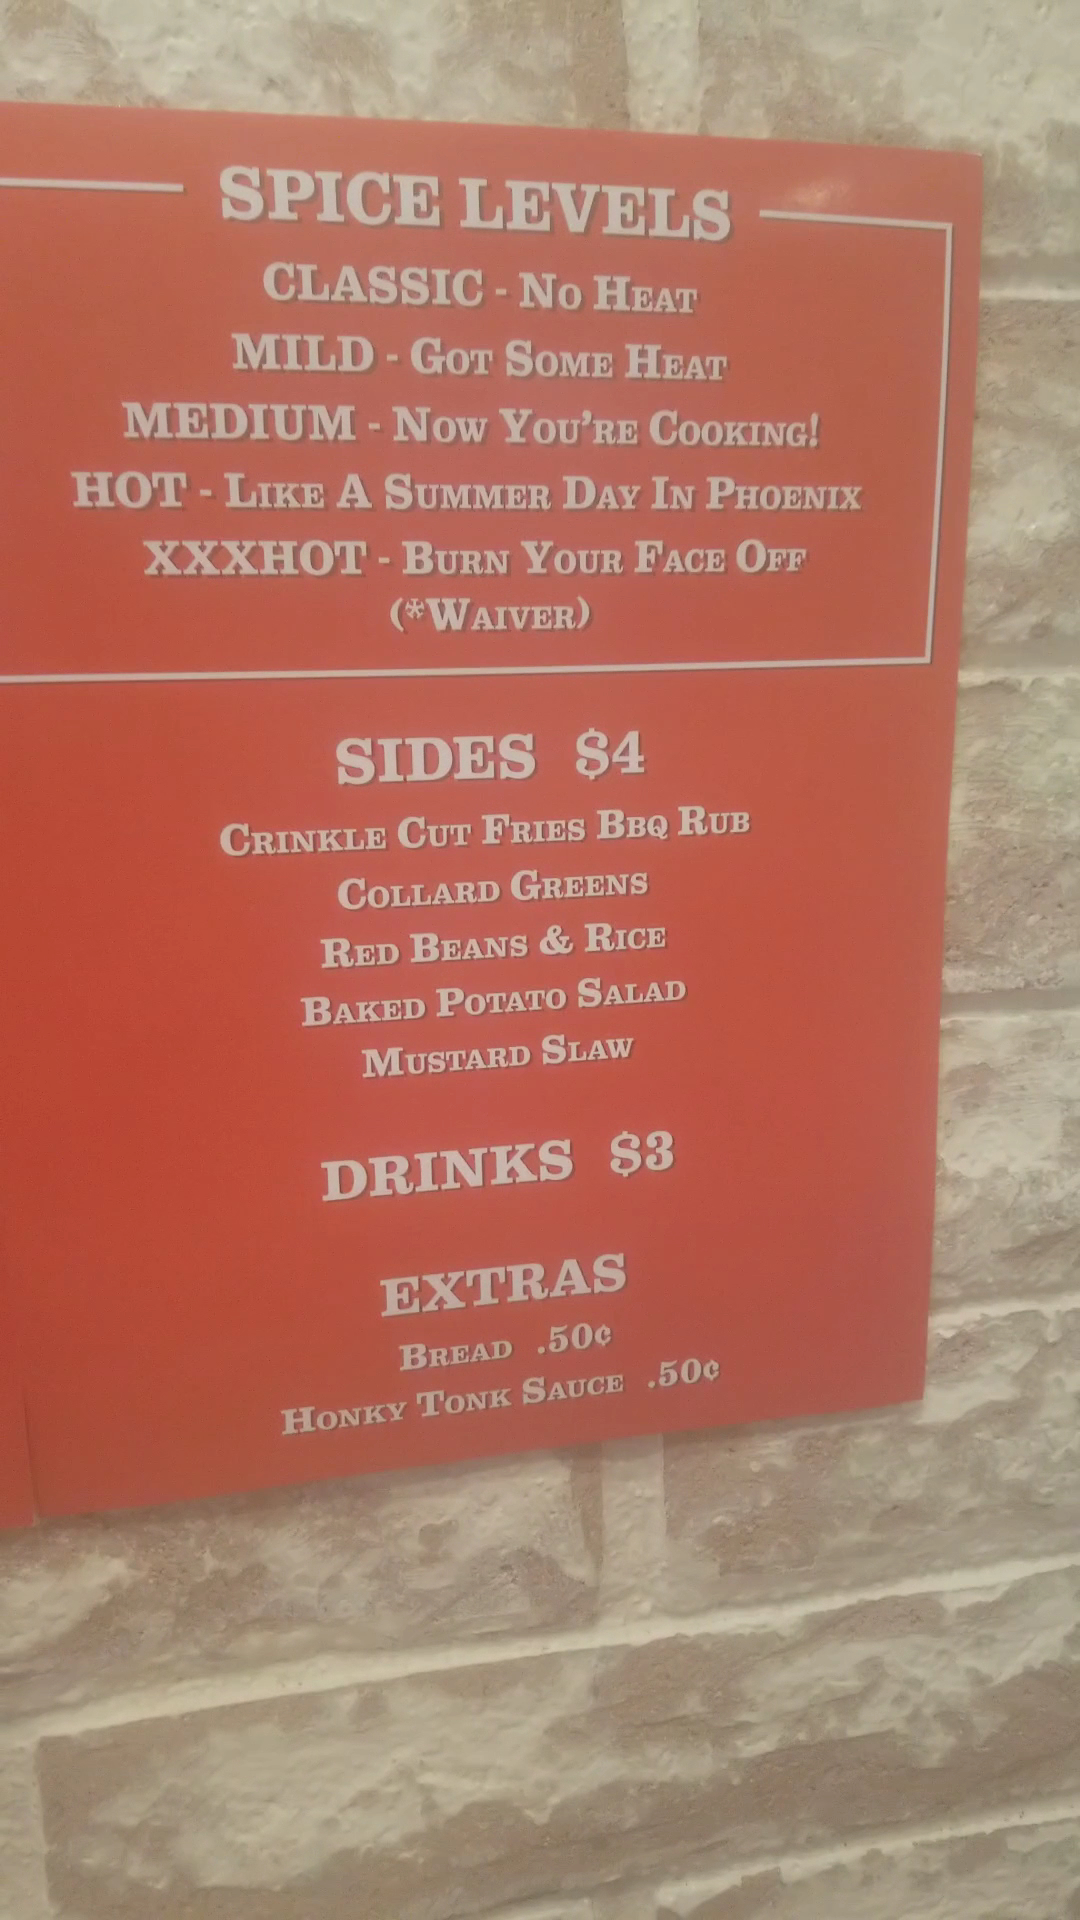 SPICE LEVELS
CLASSIC - No Heat
MILD - Got Some Heat
MEDIUM - Now You're Cooking!
HOT - Like A Summer Day In Phoenix
XXXHOT - Burn Your Face Off
(*Waiver)
SIDES $4
Crinkle Cut Fries Bbq Rub
Collard Greens
Red Beans & Rice
Baked Potato Salad
Mustard Slaw
DRINKS $3
EXTRAS
Bread .50¢
Honky Tonk Sauce .50¢